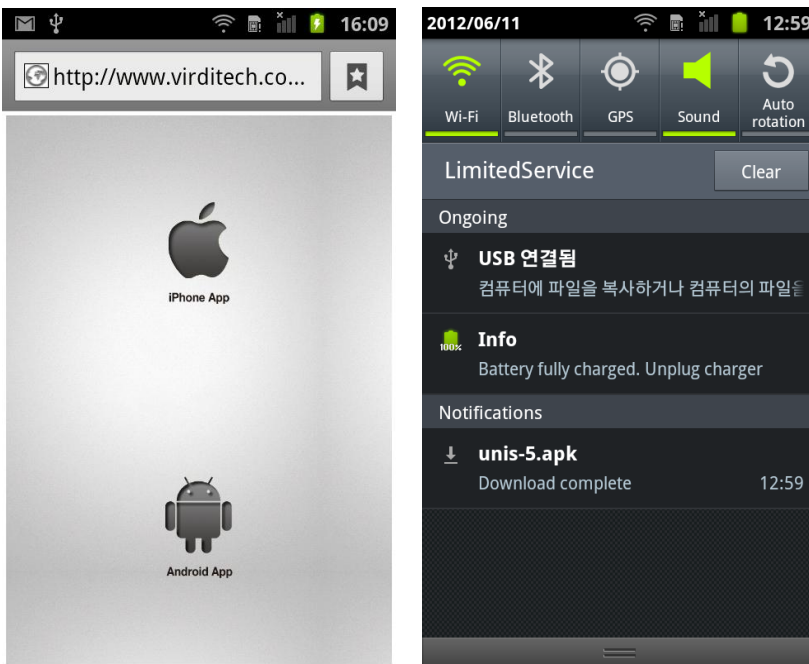 16:09
http://www.virditech.co...
iPhone App
Android App
2012/06/11
12:59
Wi-Fi
Bluetooth
GPS
Sound
Auto
rotation
LimitedService
Clear
Ongoing
USB 연결됨
컴퓨터에 파일을 복사하거나 컴퓨터의 파일을
100%
Info
Battery fully charged. Unplug charger
Notifications
unis-5.apk
Download complete
12:59